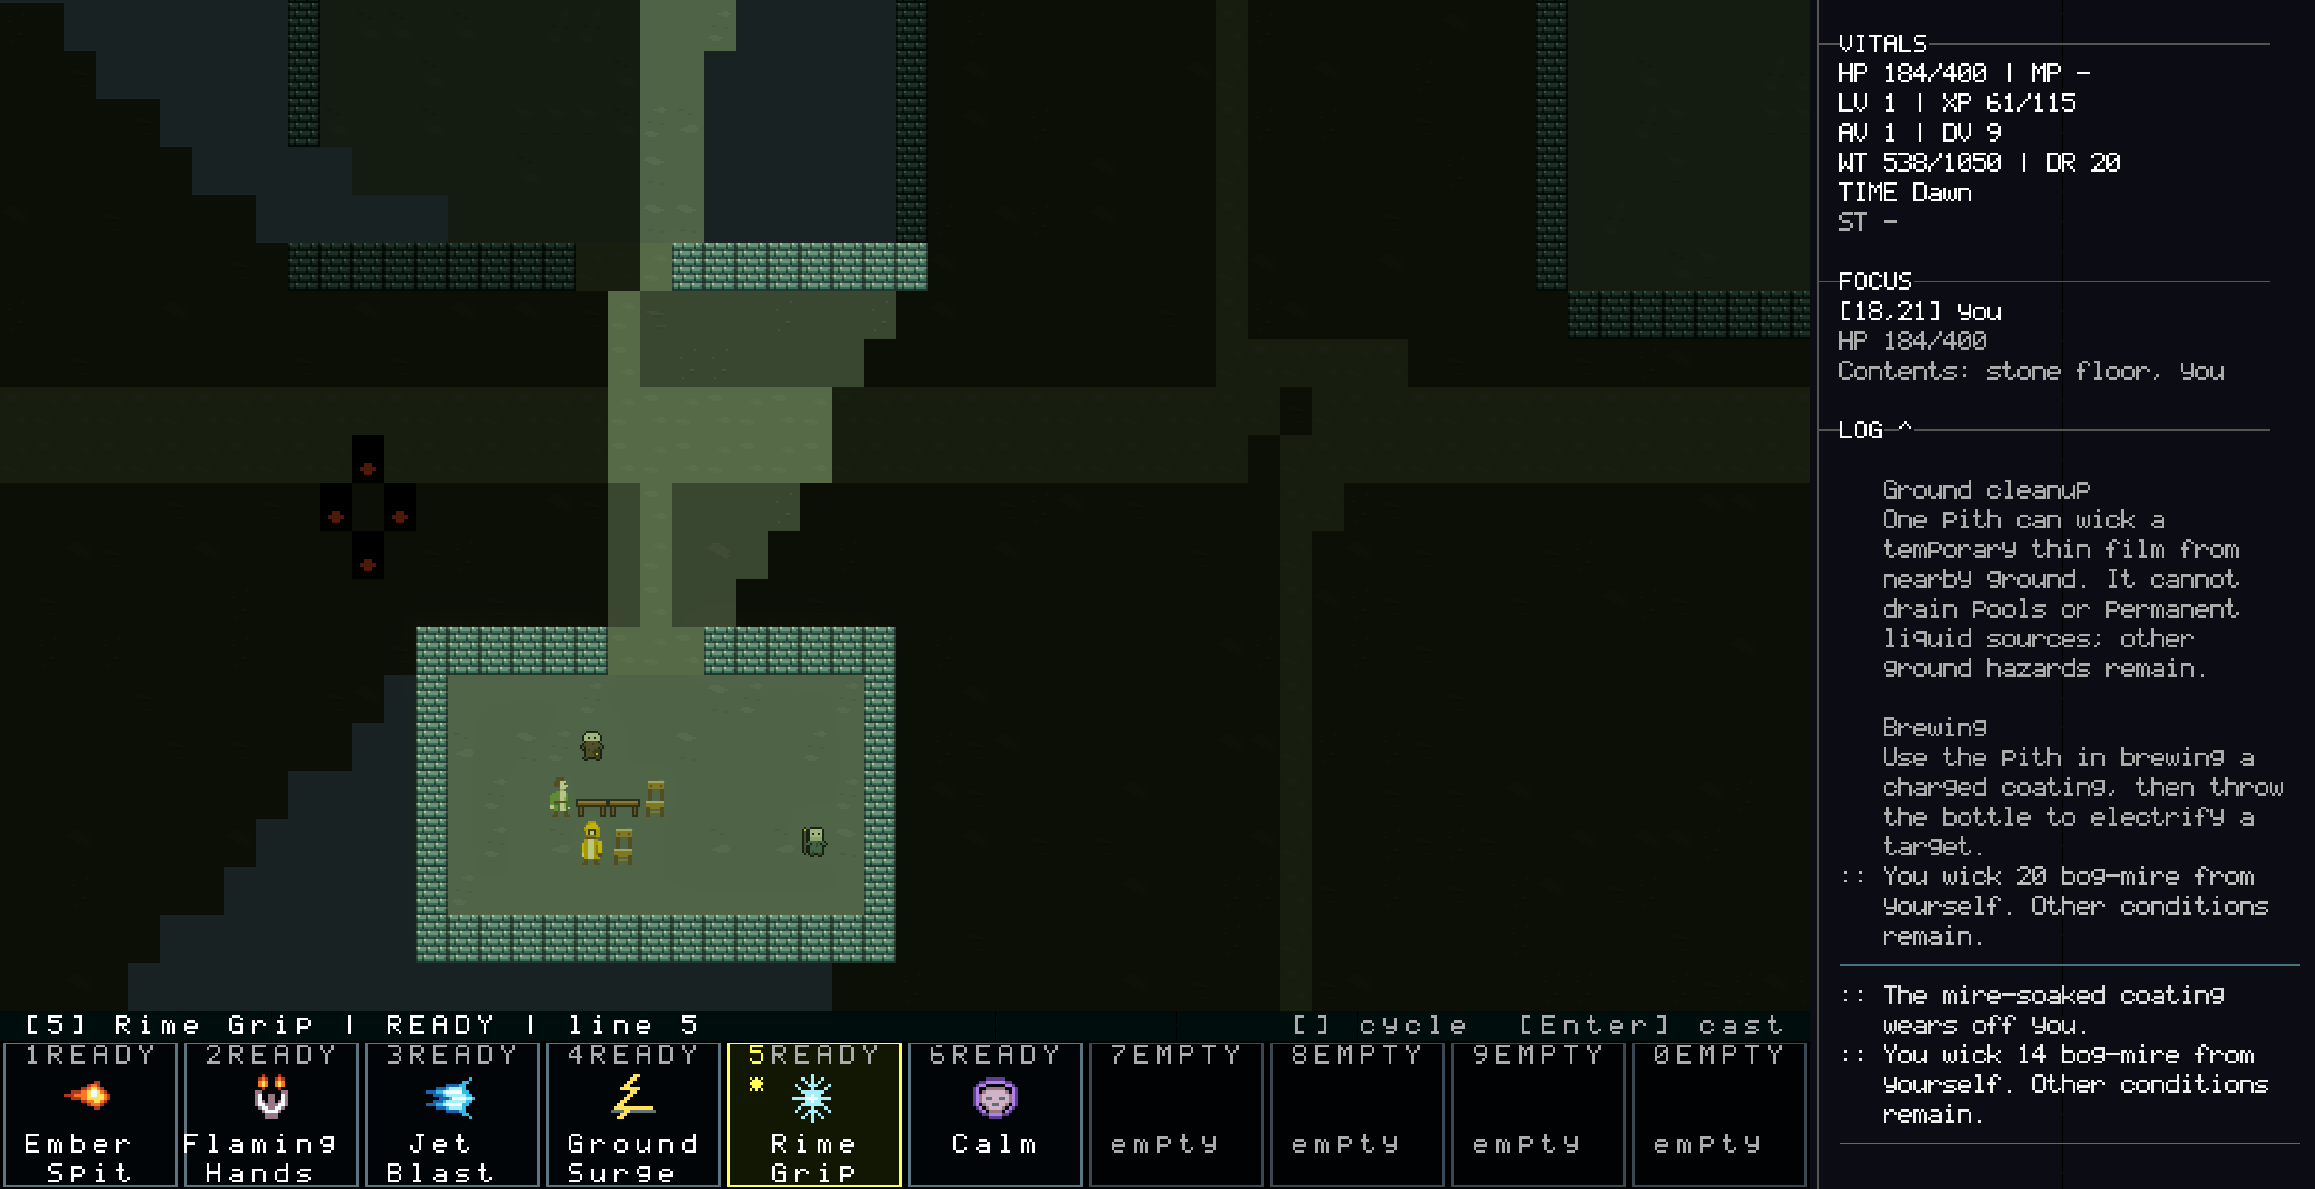 VITALS
HP 184/400 | MP -
LV 1 | XP 61/115
AV 1 | DV 9
WT 538/1050 | DR 20
TIME Dawn
ST -
FOCUS
[18,21] you
HP 184/400
Contents: stone floor, you
LOG ^
Ground cleanup
One pith can wick a
temporary thin film from
nearby ground. It cannot
drain pools or permanent
liquid sources; other
ground hazards remain.
Brewing
Use the pith in brewing a
charged coating, then throw
the bottle to electrify a
target.
:: You wick 20 bog-mire from
yourself. Other conditions
remain.
:: The mire-soaked coating
wears off you.
:: You wick 14 bog-mire from
yourself. Other conditions
remain.
[5] Rime Grip | READY | line 5
[] cycle [Enter] cast
1READY
Ember
Spit
2READY
Flaming
Hands
3READY
Jet
Blast
4READY
Ground
Surge
5READY
Rime
Grip
6READY
Calm
7EMPTY
empty
8EMPTY
empty
9EMPTY
empty
0EMPTY
empty